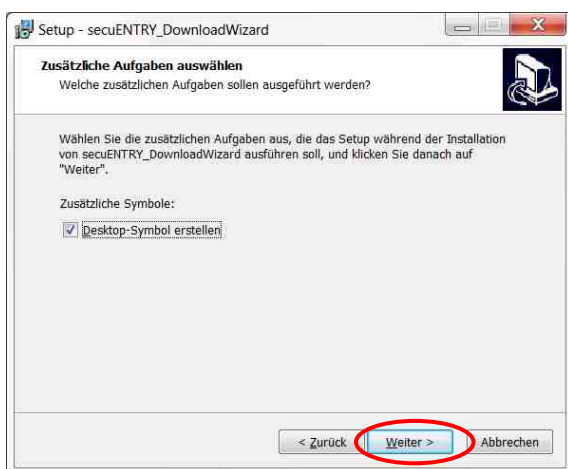 Setup - secuENTRY_DownloadWizard
Zusätzliche Aufgaben auswählen
Welche zusätzlichen Aufgaben sollen ausgeführt werden?
Wählen Sie die zusätzlichen Aufgaben aus, die das Setup während der Installation
von secuENTRY_DownloadWizard ausführen soll, und klicken Sie danach auf
"Weiter".
Zusätzliche Symbole:
Desktop-Symbol erstellen
< Zurück Weiter > Abbrechen